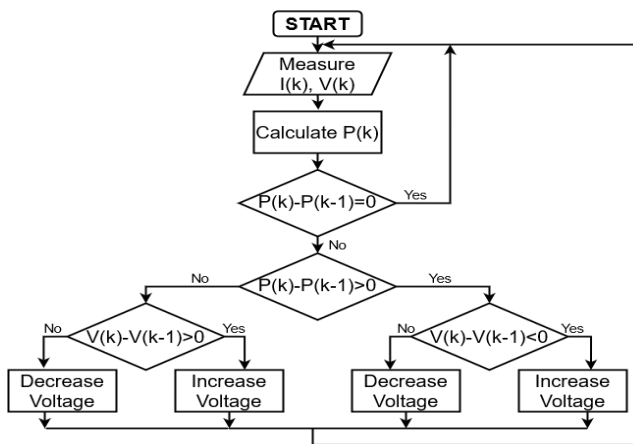 START
Measure
I(k), V(k)
Calculate P(k)
P(k)-P(k-1)=0
Yes
No
P(k)-P(k-1)>0
No
Yes
V(k)-V(k-1)>0
No
Yes
V(k)-V(k-1)<0
No
Yes
Decrease
Voltage
Increase
Voltage
Decrease
Voltage
Increase
Voltage